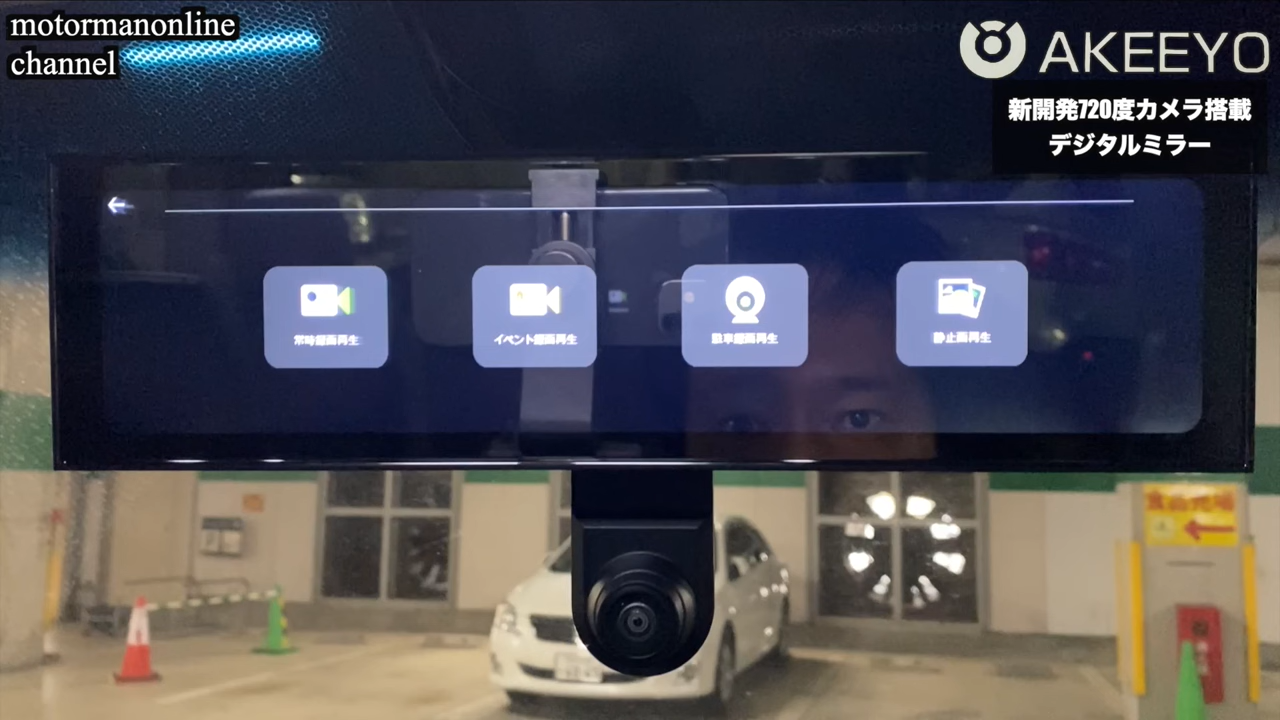 motormanonline
channel
AKEEYO
新開発720度カメラ搭載
デジタルミラー
常時録画再生
イベント録画再生
駐車録画再生
静止画再生